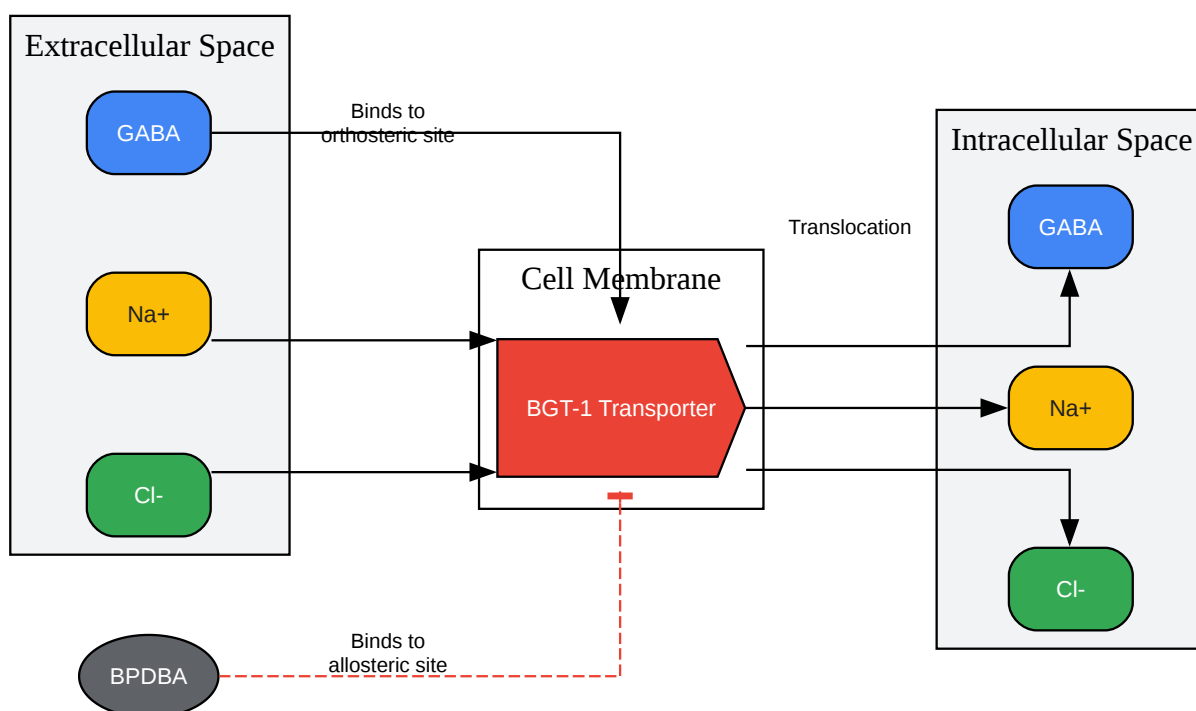 Extracellular Space
GABA
Na+
Cl-
Binds to
orthosteric site
Cell Membrane
BGT-1 Transporter
Translocation
Intracellular Space
GABA
Na+
Cl-
BPDBA
Binds to
allosteric site